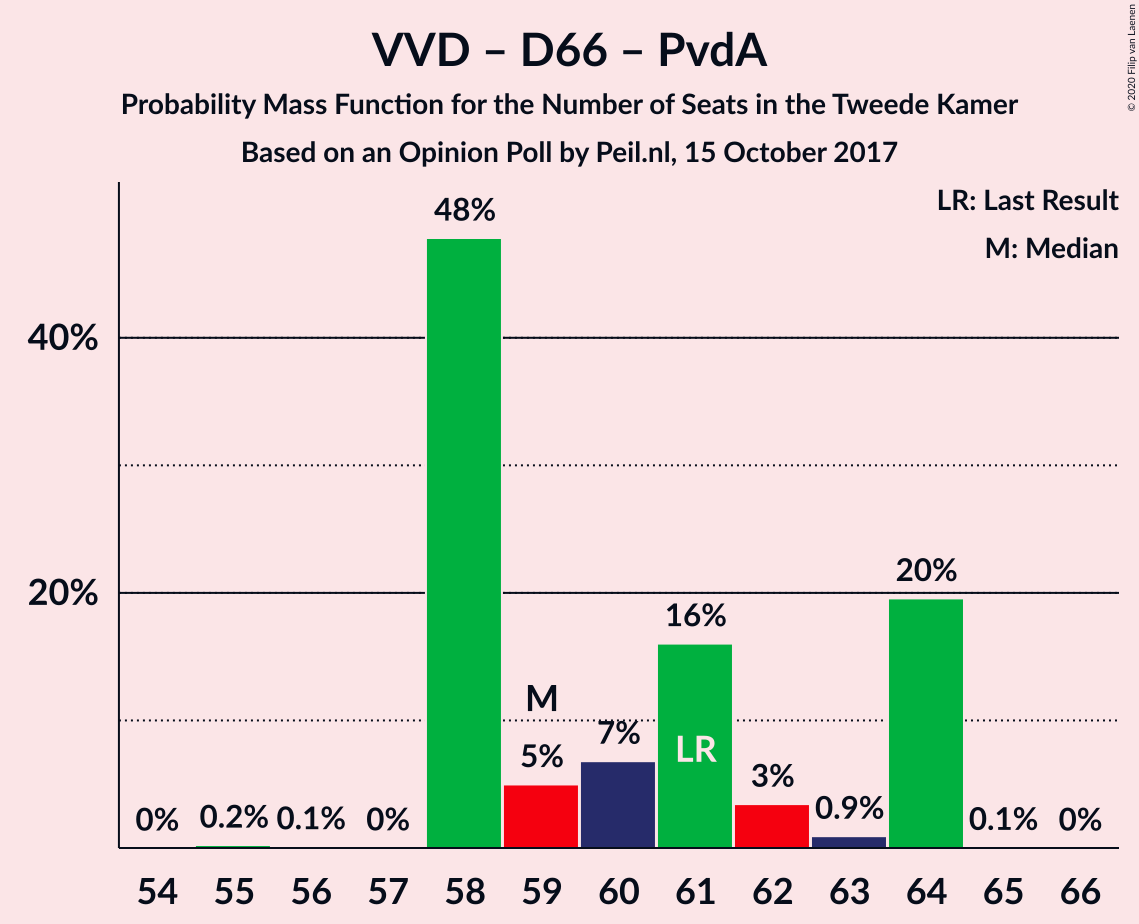 VVD – D66 – PvdA
Probability Mass Function for the Number of Seats in the Tweede Kamer
Based on an Opinion Poll by Peil.nl, 15 October 2017
© 2020 Filip van Laenen
LR: Last Result
M: Median
40%
20%
0% 0.2% 0.1% 0% 48% 5% 7% 16% 3% 0.9% 20% 0.1% 0%
M
LR
54 55 56 57 58 59 60 61 62 63 64 65 66